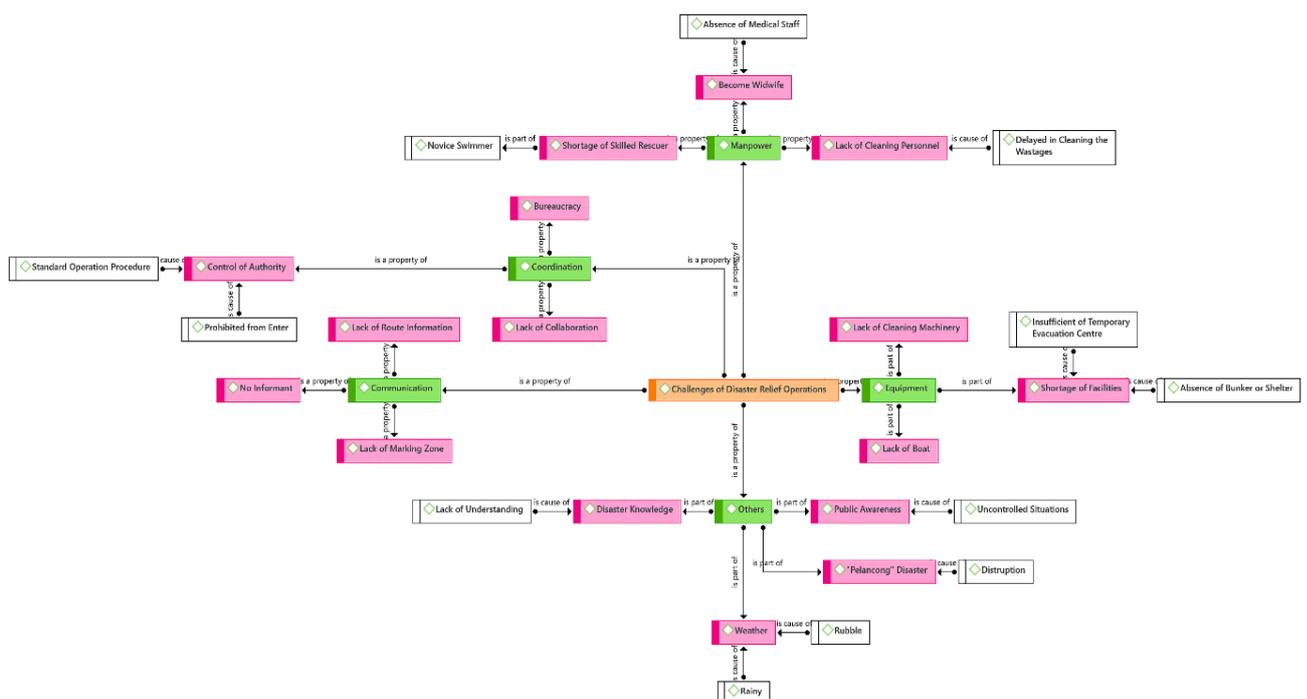 Absence of Medical Staff
is cause of
Become Widwife
a property
Novice Swimmer
is part of
Shortage of Skilled Rescuer
property
Manpower
property
Lack of Cleaning Personnel
is cause of
Delayed in Cleaning the
Wastages
Bureaucracy
a property
Standard Operation Procedure
cause
Control of Authority
is a property of
Coordination
is a property of
is a property of
is cause of
a property
Prohibited from Enter
Lack of Route Information
Lack of Collaboration
Lack of Cleaning Machinery
Insufficient of Temporary
Evacuation Centre
a property
is part of
cause
No Informant
is a property of
Communication
is a property of
Challenges of Disaster Relief Operations
Equipment
is part of
Shortage of Facilities
cause
Absence of Bunker or Shelter
a property
is a property of
is part of
Lack of Marking Zone
Lack of Boat
Lack of Understanding
is cause of
Disaster Knowledge
is part of
Others
is part of
Public Awareness
is cause of
Uncontrolled Situations
is part of
is part of
"Pelancong" Disaster
cause
Distruption
Weather
is cause of
Rubble
is cause of
Rainy